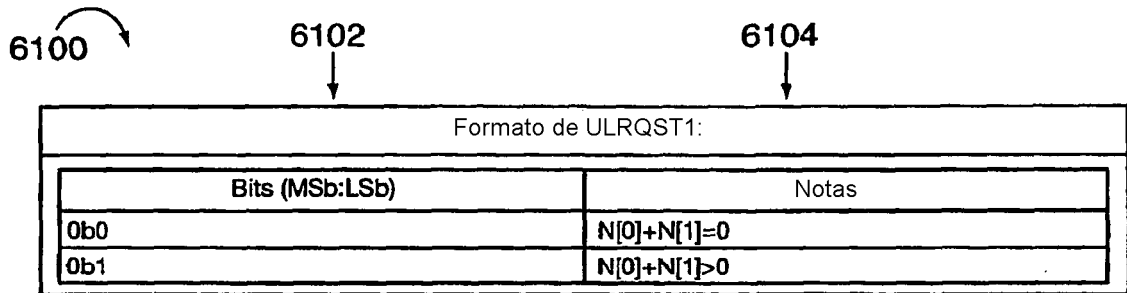 6100 6102 6104
Formato de ULRQST1:
Bits (MSb:LSb) Notas
0b0 N[0]+N[1]=0
0b1 N[0]+N[1]>0